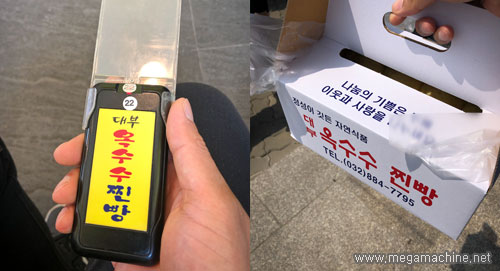 22
대부
옥수수
찐빵
나눔의 기쁨은
이웃과 사랑을
정성이 깃든 자연식품
대부 옥수수 찐빵
TEL.(032)884-7795
www.megamachine.net